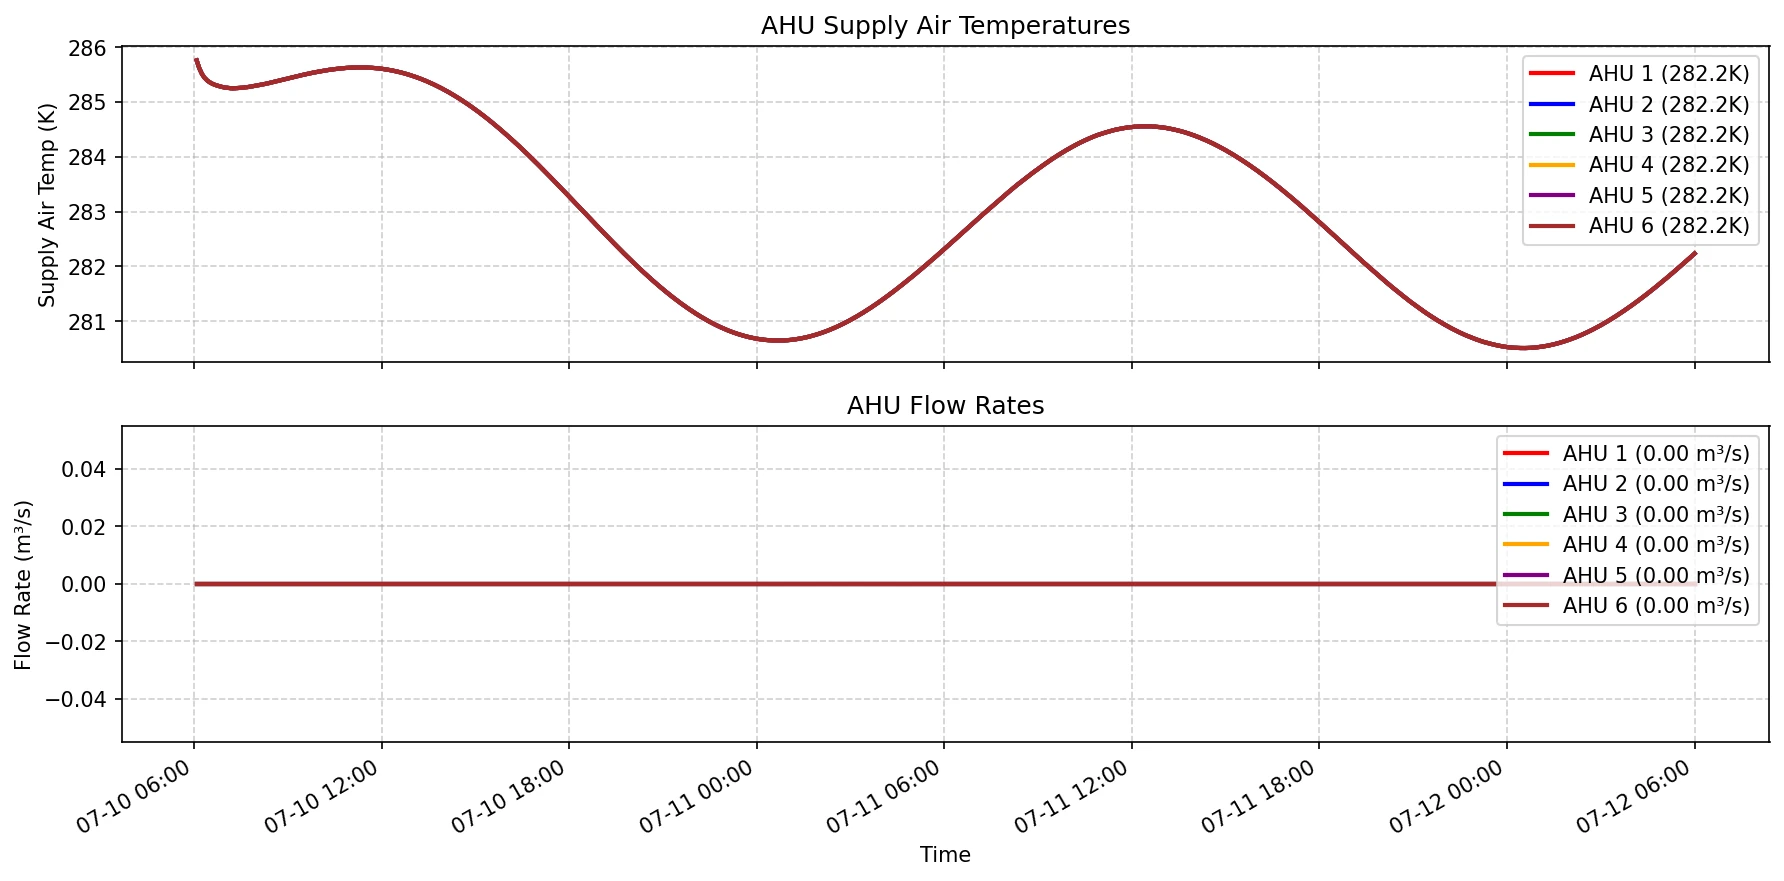 AHU Supply Air Temperatures
Supply Air Temp (K)
286
285
284
283
282
281
AHU 1 (282.2K)
AHU 2 (282.2K)
AHU 3 (282.2K)
AHU 4 (282.2K)
AHU 5 (282.2K)
AHU 6 (282.2K)
AHU Flow Rates
Flow Rate (m³/s)
0.04
0.02
0.00
−0.02
−0.04
AHU 1 (0.00 m³/s)
AHU 2 (0.00 m³/s)
AHU 3 (0.00 m³/s)
AHU 4 (0.00 m³/s)
AHU 5 (0.00 m³/s)
AHU 6 (0.00 m³/s)
07-10 06:00
07-10 12:00
07-10 18:00
07-11 00:00
07-11 06:00
07-11 12:00
07-11 18:00
07-12 00:00
07-12 06:00
Time